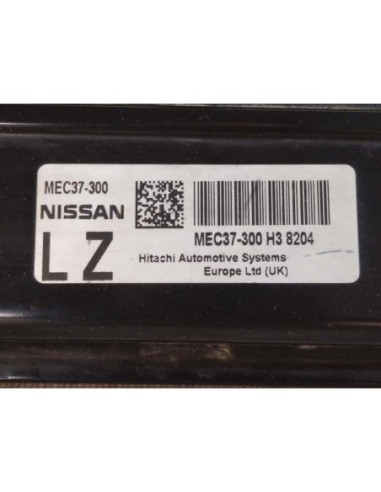 MEC37-300
NISSAN
LZ
MEC37-300 H3 8204
Hitachi Automotive Systems
Europe Ltd (UK)